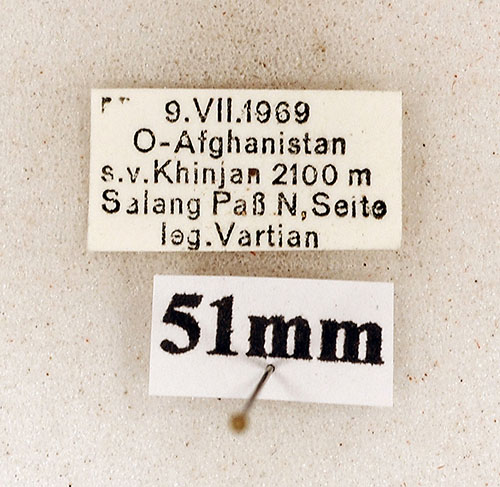 9.VII.1969
O-Afghanistan
s.v.Khinjan 2100 m
Salang Paß N,Seite
leg.Vartian
51mm